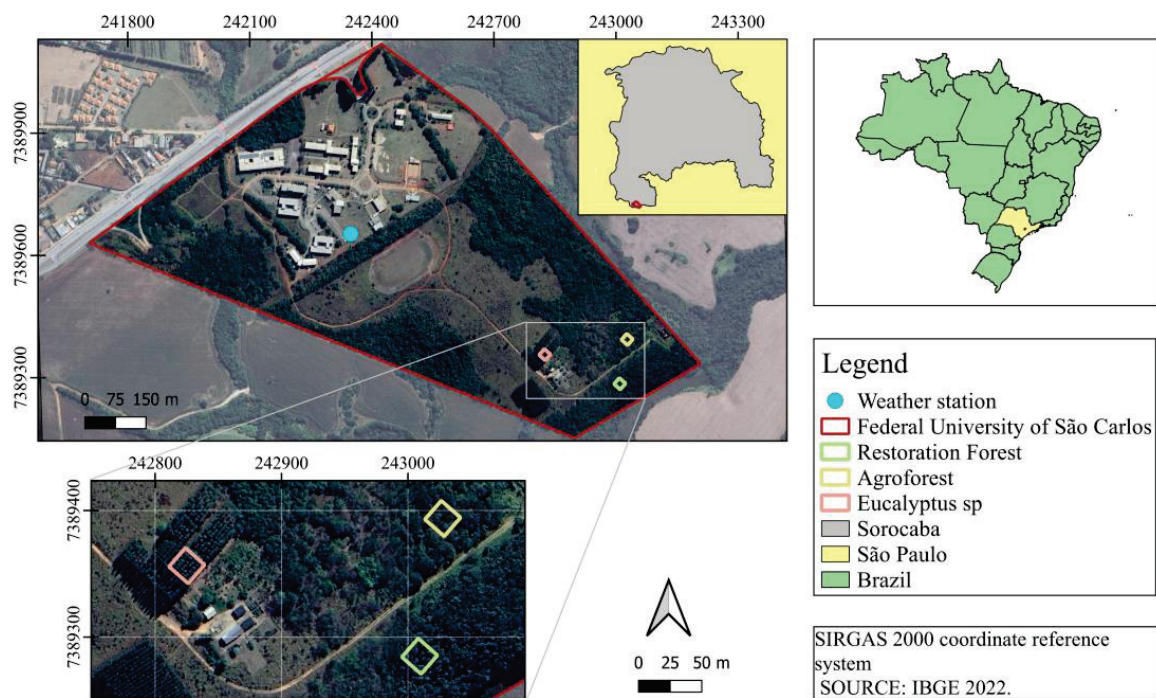 241800 242100 242400 242700 243000 243300
7389900
7389600
7389300
0 75 150 m
242800 242900 243000
7389400
7389300
0 25 50 m
Legend
Weather station
Federal University of São Carlos
Restoration Forest
Agroforest
Eucalyptus sp
Sorocaba
São Paulo
Brazil
SIRGAS 2000 coordinate reference
system
SOURCE: IBGE 2022.